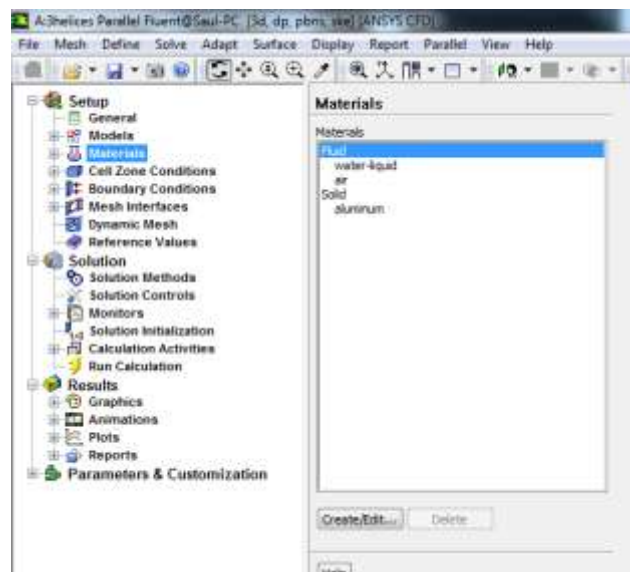 A:3helices Parallel Fluent@Saul-PC [3d, dp, pbns, ske] [ANSYS CFD]
File Mesh Define Solve Adapt Surface Display Report Parallel View Help
Setup
General
Models
Materials
Cell Zone Conditions
Boundary Conditions
Mesh Interfaces
Dynamic Mesh
Reference Values
Solution
Solution Methods
Solution Controls
Monitors
Solution Initialization
Calculation Activities
Run Calculation
Results
Graphics
Animations
Plots
Reports
Parameters & Customization
Materials
Materials
Fluid
water-liquid
air
Solid
aluminum
Create/Edit... Delete
Help